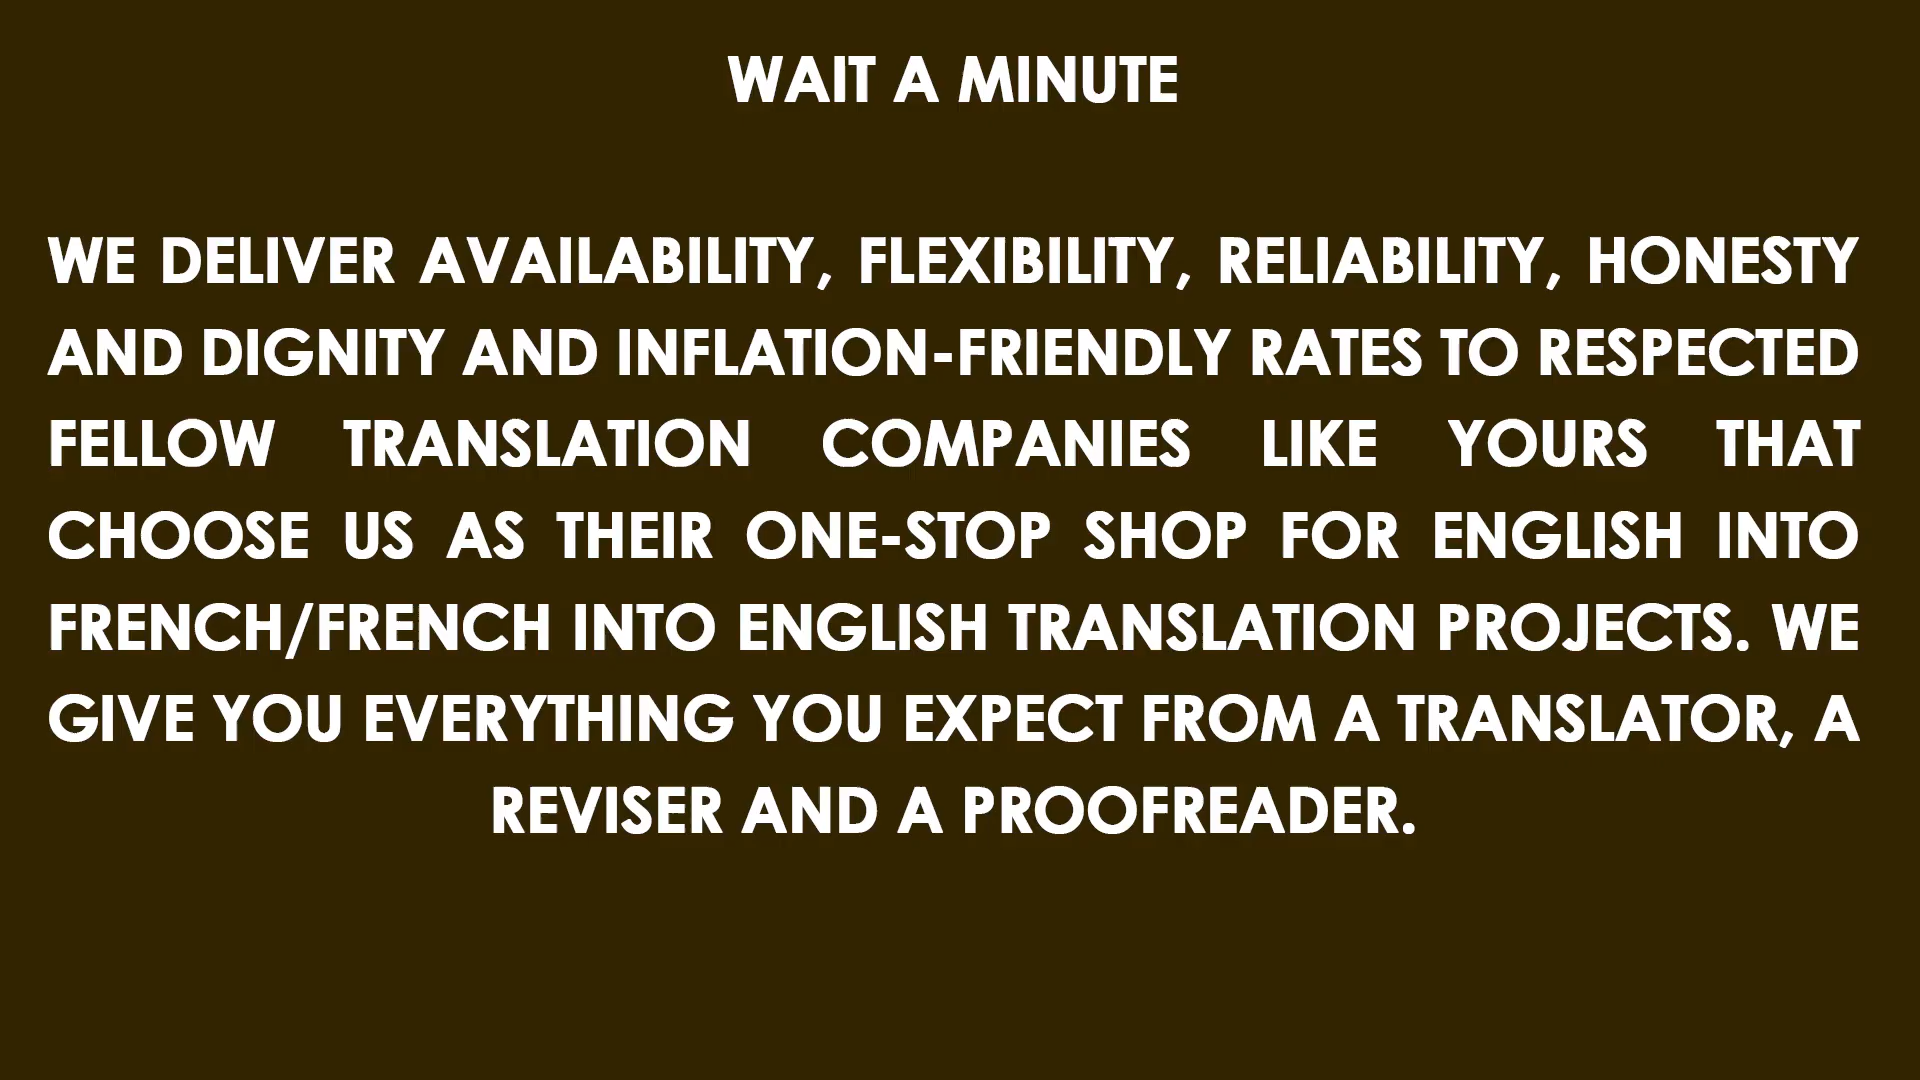 WAIT A MINUTE
WE DELIVER AVAILABILITY, FLEXIBILITY, RELIABILITY, HONESTY
AND DIGNITY AND INFLATION-FRIENDLY RATES TO RESPECTED
FELLOW TRANSLATION COMPANIES LIKE YOURS THAT
CHOOSE US AS THEIR ONE-STOP SHOP FOR ENGLISH INTO
FRENCH/FRENCH INTO ENGLISH TRANSLATION PROJECTS. WE
GIVE YOU EVERYTHING YOU EXPECT FROM A TRANSLATOR, A
REVISER AND A PROOFREADER.